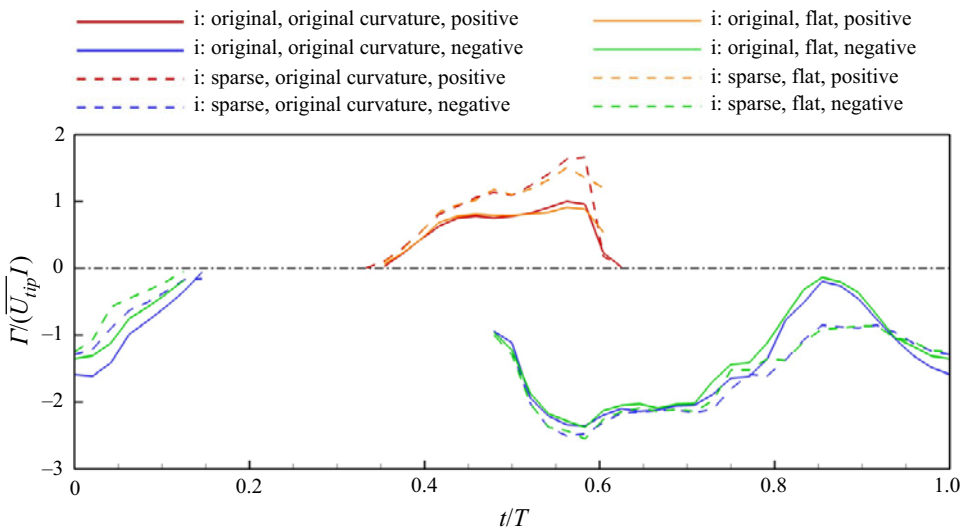 i: original, original curvature, positive
i: original, original curvature, negative
i: sparse, original curvature, positive
i: sparse, original curvature, negative
i: original, flat, positive
i: original, flat, negative
i: sparse, flat, positive
i: sparse, flat, negative
Γ/(U̅_tip l)
2
1
0
−1
−2
−3
0 0.2 0.4 0.6 0.8 1.0
t/T